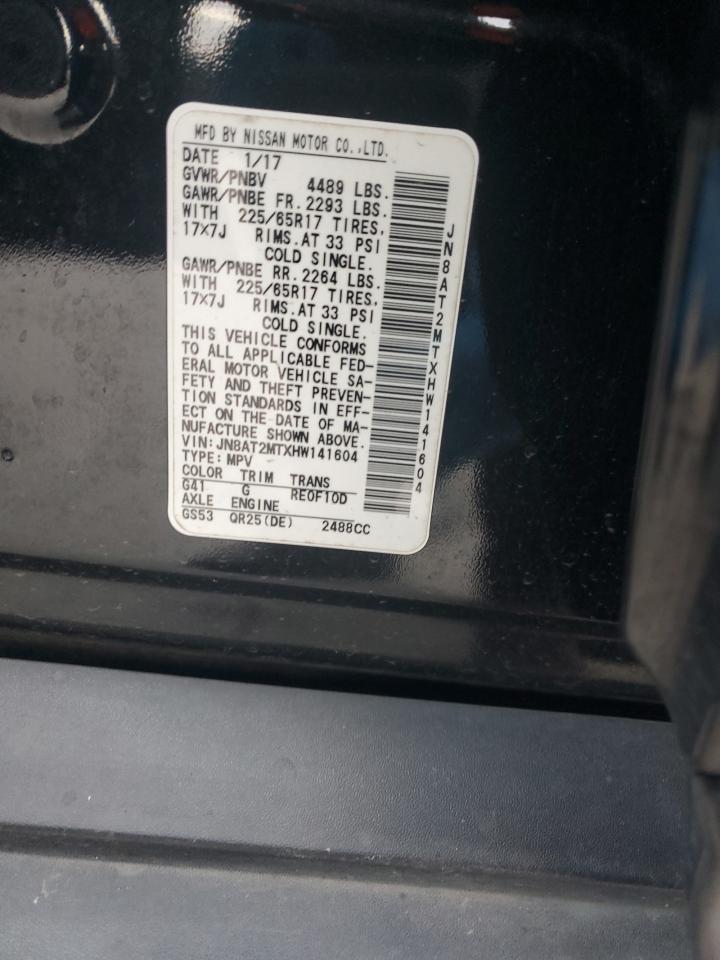 MFD BY NISSAN MOTOR CO.,LTD.
DATE 1/17
GVWR/PNBV 4489 LBS.
GAWR/PNBE FR. 2293 LBS.
WITH 225/65R17 TIRES,
17X7J RIMS.AT 33 PSI
COLD SINGLE.
GAWR/PNBE RR. 2264 LBS.
WITH 225/65R17 TIRES,
17X7J RIMS.AT 33 PSI
COLD SINGLE.
THIS VEHICLE CONFORMS
TO ALL APPLICABLE FED-
ERAL MOTOR VEHICLE SA-
FETY AND THEFT PREVEN-
TION STANDARDS IN EFF-
ECT ON THE DATE OF MA-
NUFACTURE SHOWN ABOVE.
VIN: JN8AT2MTXHW141604
TYPE: MPV
COLOR TRIM TRANS
G41 G RE0F10D
AXLE ENGINE
GS53 QR25(DE) 2488CC
JN8AT2MTXHW141604